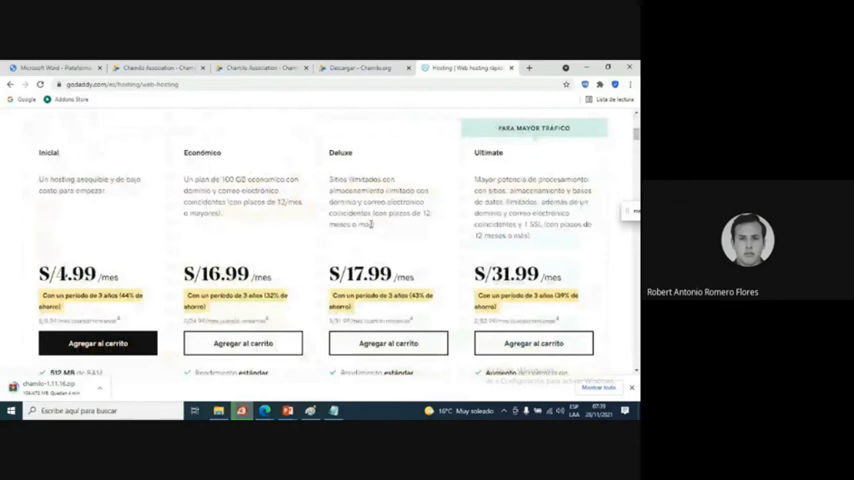 Microsoft Word - Plataforma
Chamilo Association - Cham
Chamilo Association - Cham
Descargar - Chamilo.org
Hosting | Web hosting rápid
godaddy.com/es/hosting/web-hosting
Google
Addons Store
Lista de lectura
PARA MAYOR TRÁFICO
Inicial
Económico
Deluxe
Ultimate
Un hosting asequible y de bajo
costo para empezar.
Un plan de 100 GB económico con
dominio y correo electrónico
coincidentes (con plazos de 12/mes
o mayores).
Sitios ilimitados con
almacenamiento ilimitado con
dominio y correo electrónico
coincidentes (con plazos de 12
meses o más)
Mayor potencia de procesamiento
con sitios, almacenamiento y bases
de datos ilimitados, además de un
dominio y correo electrónico
coincidentes y 1 SSL (con plazos de
12 meses o más)
S/4.99 /mes
S/16.99 /mes
S/17.99 /mes
S/31.99 /mes
Con un período de 3 años (44% de
ahorro)
Con un período de 3 años (32% de
ahorro)
Con un período de 3 años (43% de
ahorro)
Con un período de 3 años (39% de
ahorro)
Agregar al carrito
Agregar al carrito
Agregar al carrito
Agregar al carrito
512 MB de RAM
Rendimiento estándar
Rendimiento estándar
Aumento de
chamilo-1.11.16.zip
Mostrar todo
Escribe aquí para buscar
16°C Muy soleado
ESP
LAA
07:39
28/11/2021
Robert Antonio Romero Flores